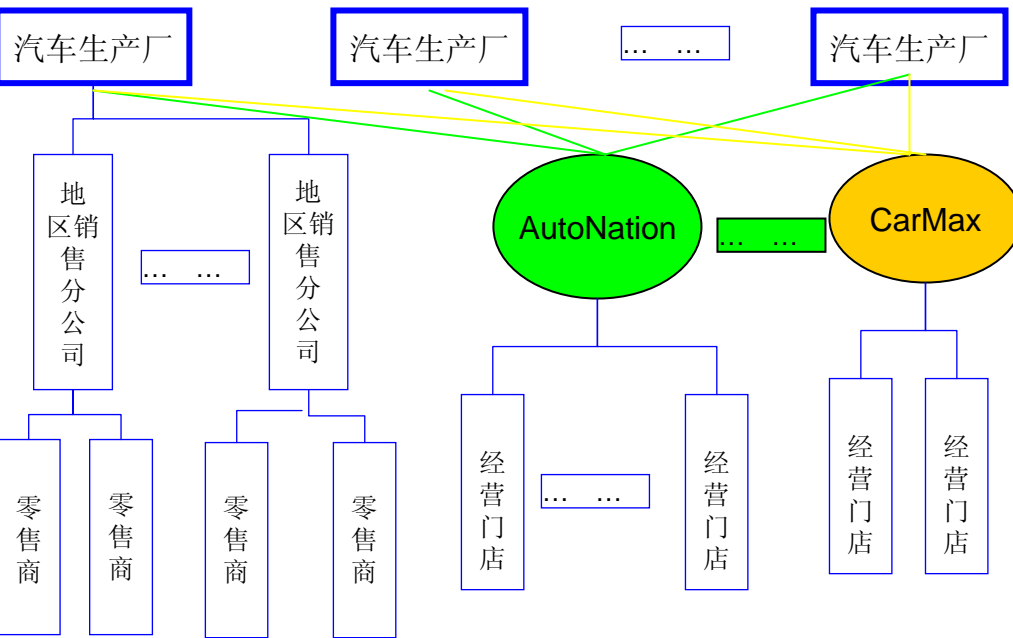 汽车生产厂
汽车生产厂
… …
汽车生产厂
地
区销
售
分
公
司
… …
地
区销
售
分
公
司
AutoNation
… …
CarMax
零
售
商
零
售
商
零
售
商
零
售
商
经
营
门
店
… …
经
营
门
店
经
营
门
店
经
营
门
店